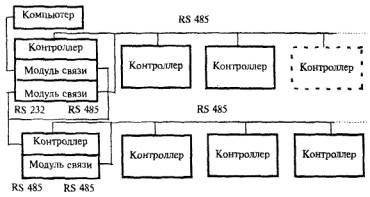 Компьютер
RS 485
Контроллер
Модуль связи
Модуль связи
Контроллер
Контроллер
Контроллер
RS 232 RS 485
RS 485
Контроллер
Модуль связи
Контроллер
Контроллер
Контроллер
RS 485 RS 485